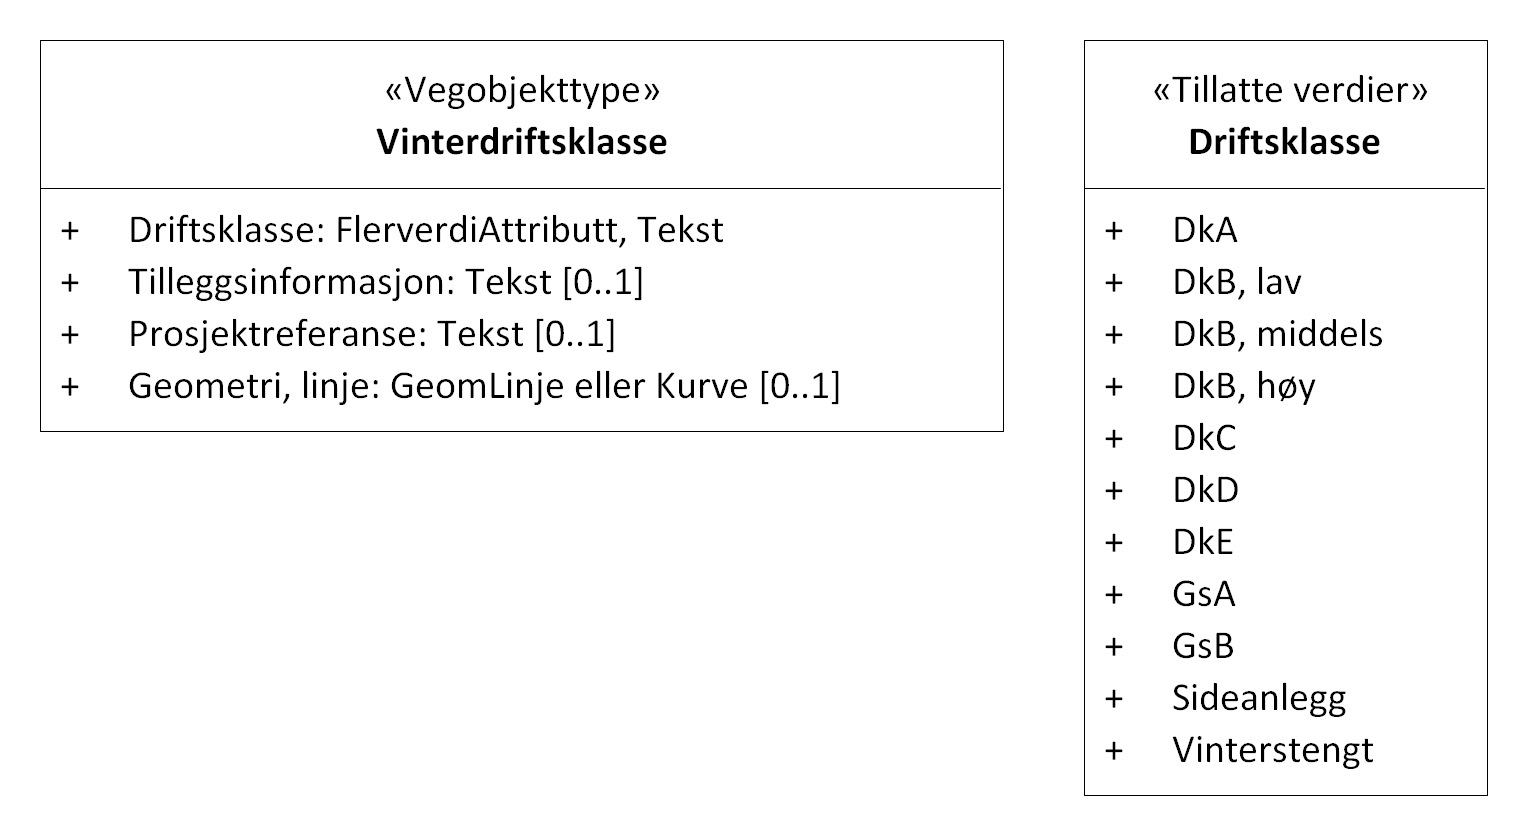 «Vegobjekttype»
Vinterdriftsklasse
+ Driftsklasse: FlerverdiAttributt, Tekst
+ Tilleggsinformasjon: Tekst [0..1]
+ Prosjektreferanse: Tekst [0..1]
+ Geometri, linje: GeomLinje eller Kurve [0..1]
«Tillatte verdier»
Driftsklasse
+ DkA
+ DkB, lav
+ DkB, middels
+ DkB, høy
+ DkC
+ DkD
+ DkE
+ GsA
+ GsB
+ Sideanlegg
+ Vinterstengt